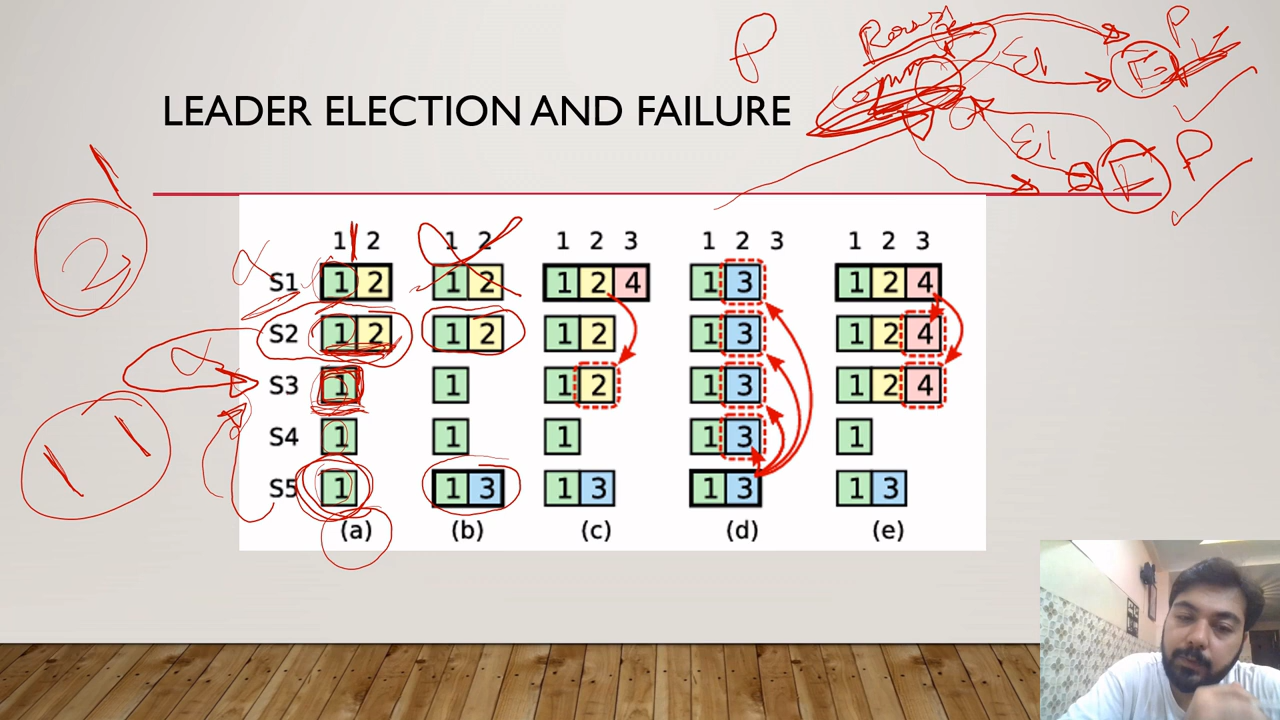 LEADER ELECTION AND FAILURE
P
P
P
E1
E1
2
1 1
1 2 1 2 1 2 3 1 2 3 1 2 3
S1 1 2 1 2 1 2 4 1 3 1 2 4
S2 1 2 1 2 1 2 1 3 1 2 4
S3 1 1 1 2 1 3 1 2 4
S4 1 1 1 1 3 1
S5 1 1 3 1 3 1 3 1 3
(a) (b) (c) (d) (e)